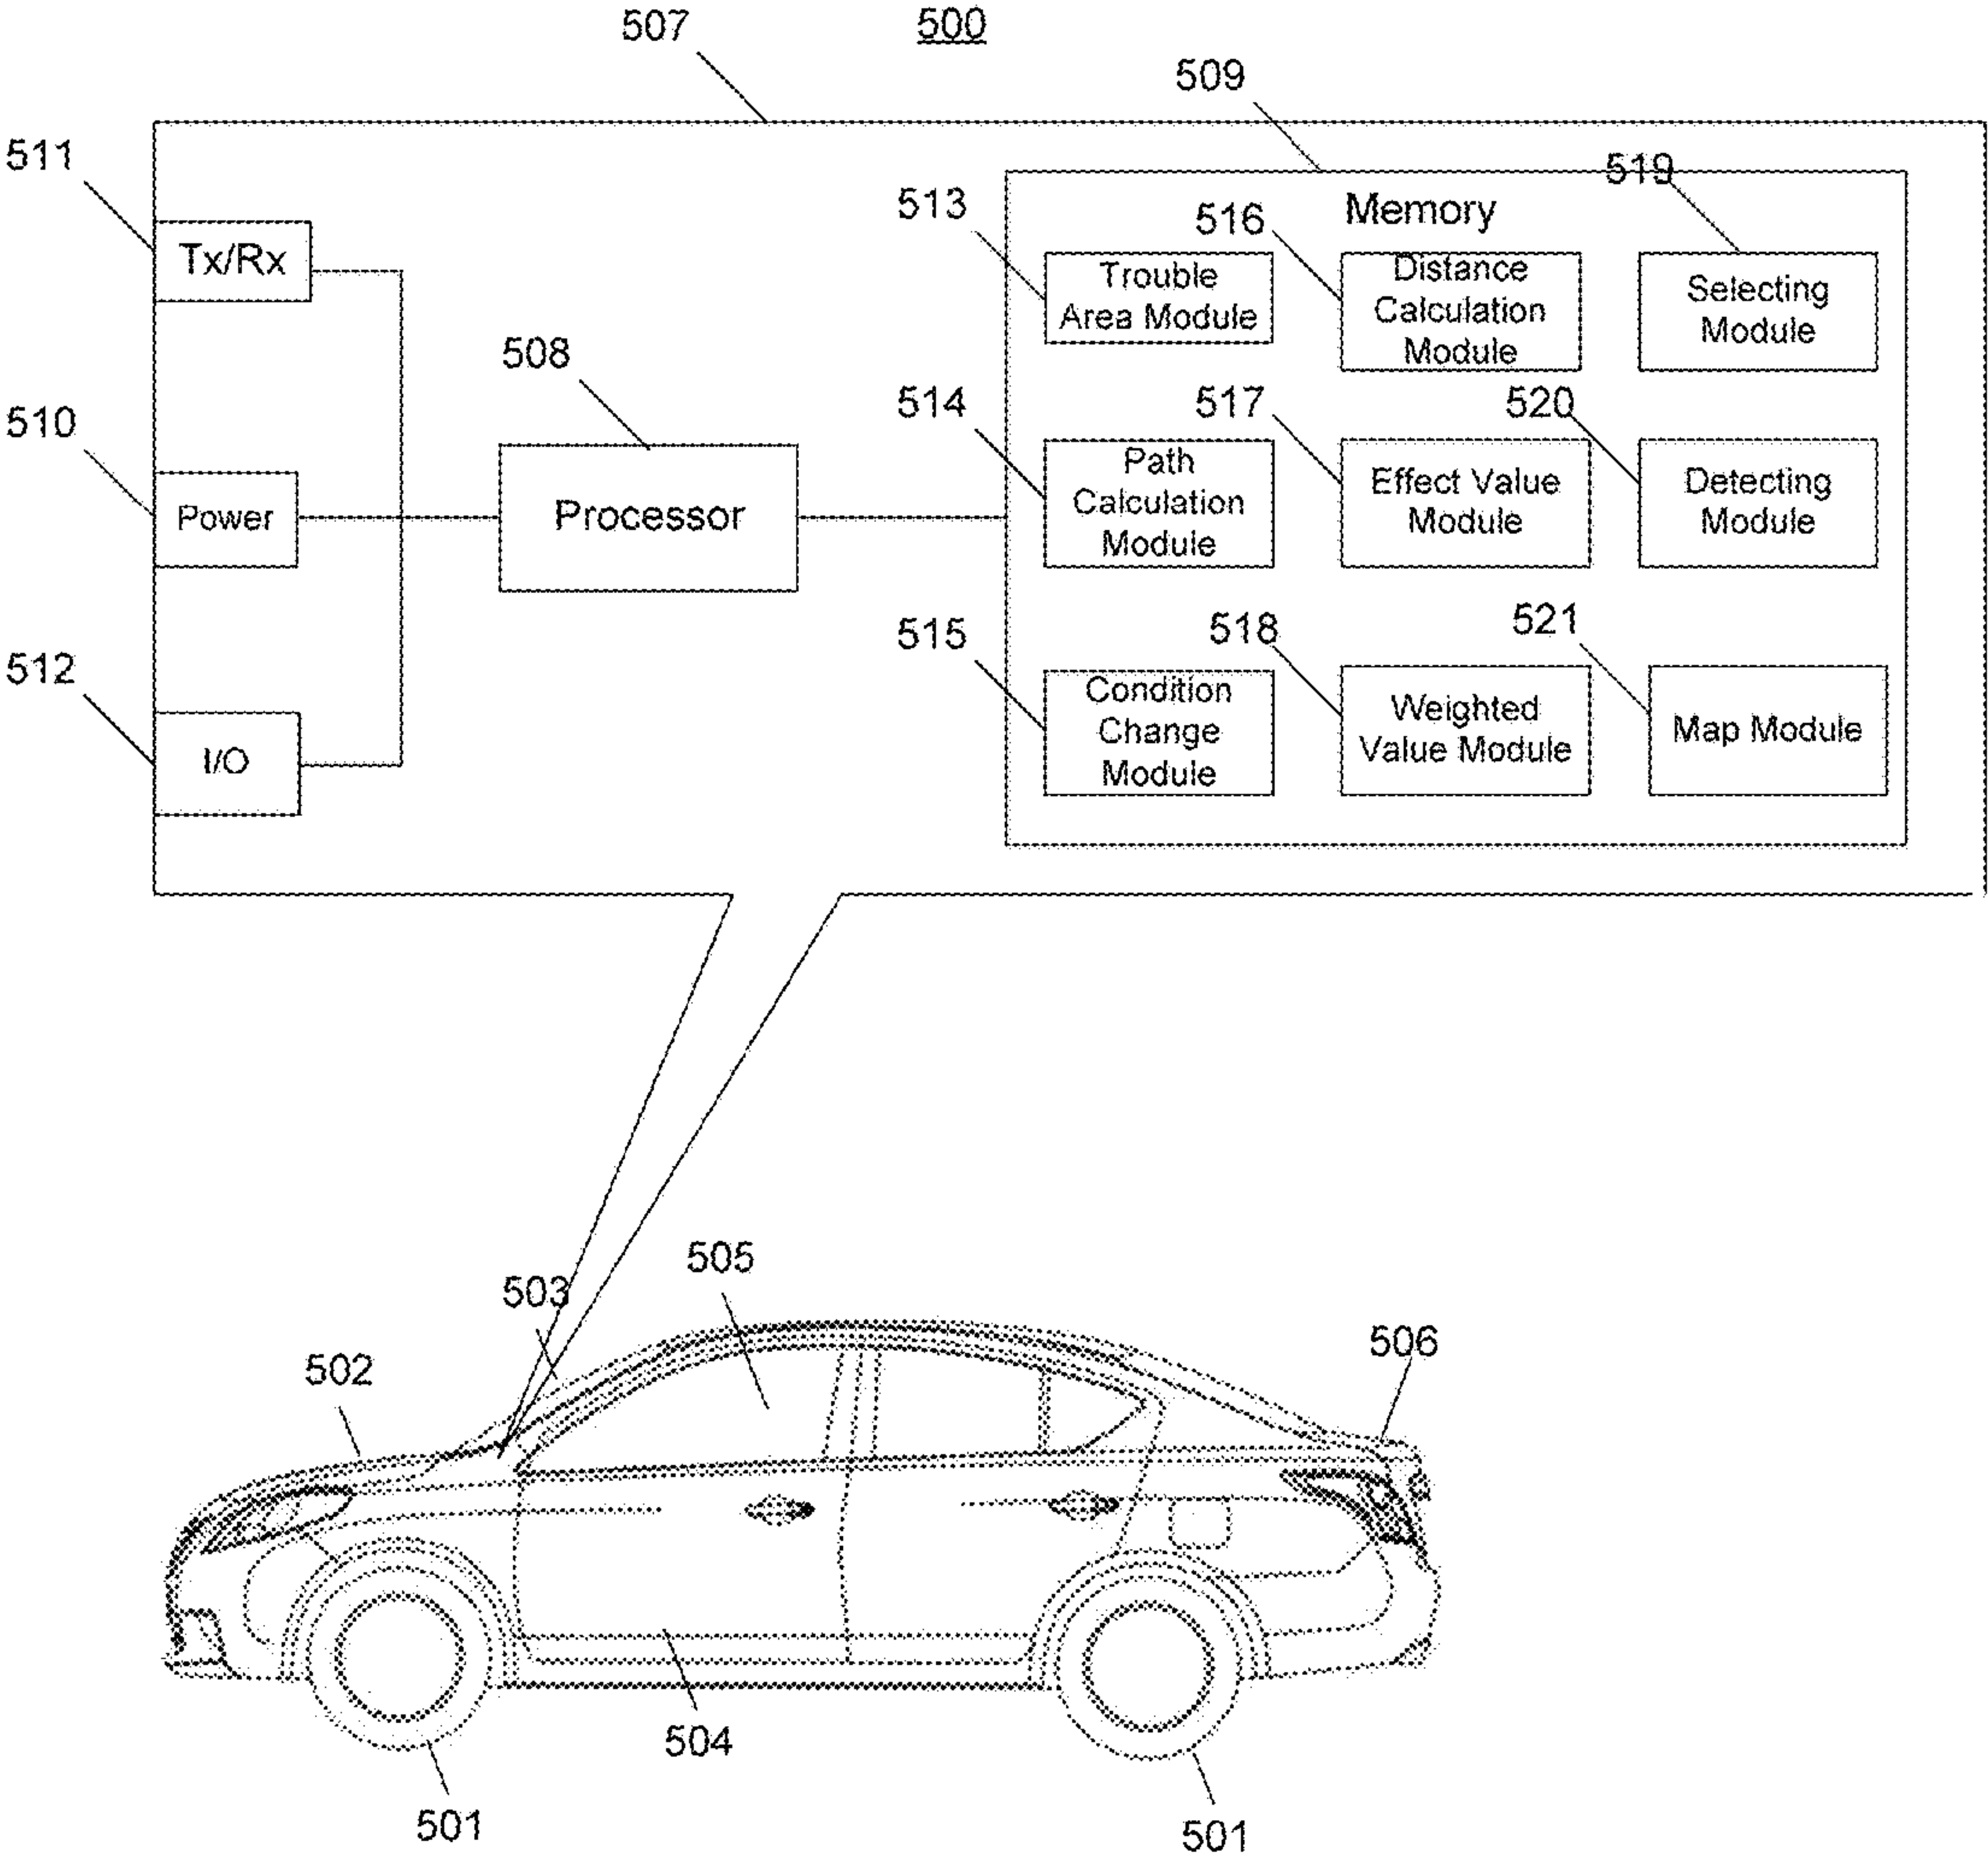 500
507
509
511
519
513
Memory
516
Tx/Rx
Trouble
Area Module
Distance
Calculation
Module
Selecting
Module
508
510
514
517
520
Power
Processor
Path
Calculation
Module
Effect Value
Module
Detecting
Module
512
515
518
521
I/O
Condition
Change
Module
Weighted
Value Module
Map Module
505
503
502
506
504
501
501